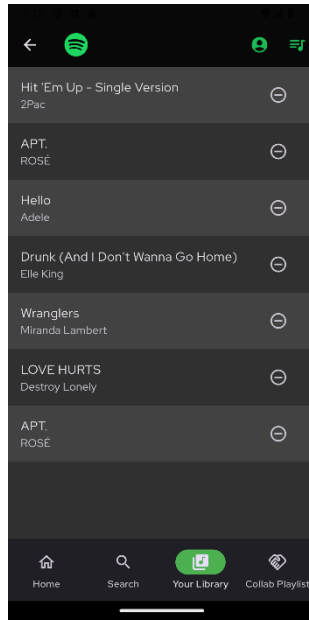 Hit 'Em Up - Single Version
2Pac
APT.
ROSÉ
Hello
Adele
Drunk (And I Don't Wanna Go Home)
Elle King
Wranglers
Miranda Lambert
LOVE HURTS
Destroy Lonely
APT.
ROSÉ
Home Search Your Library Collab Playlist